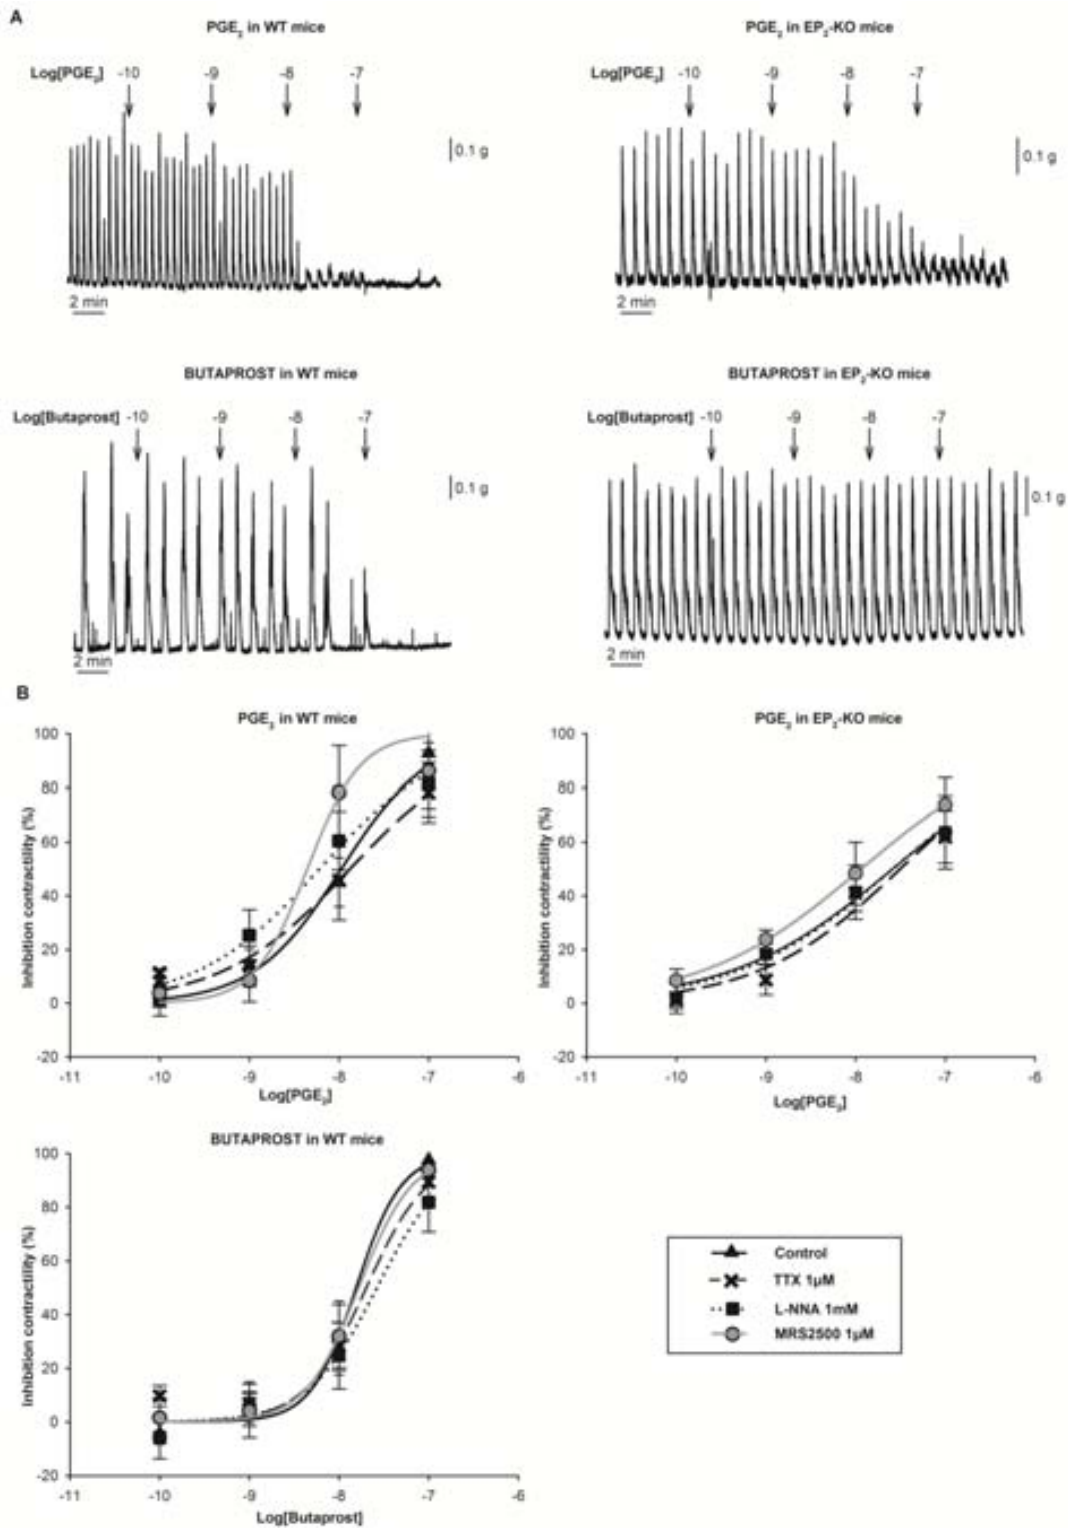 A
PGE2 in WT mice
PGE2 in EP2-KO mice
Log[PGE2] -10 -9 -8 -7
Log[PGE2] -10 -9 -8 -7
0.1 g
0.1 g
2 min
2 min
BUTAPROST in WT mice
BUTAPROST in EP2-KO mice
Log[Butaprost] -10 -9 -8 -7
Log[Butaprost] -10 -9 -8 -7
0.1 g
0.1 g
2 min
2 min
B
PGE2 in WT mice
Inhibition contractility (%)
100
80
60
40
20
0
-20
-11 -10 -9 -8 -7 -6
Log[PGE2]
PGE2 in EP2-KO mice
Inhibition contractility (%)
100
80
60
40
20
0
-20
-11 -10 -9 -8 -7 -6
Log[PGE2]
BUTAPROST in WT mice
Inhibition contractility (%)
100
80
60
40
20
0
-20
-11 -10 -9 -8 -7 -6
Log[Butaprost]
Control
TTX 1µM
L-NNA 1mM
MRS2500 1µM